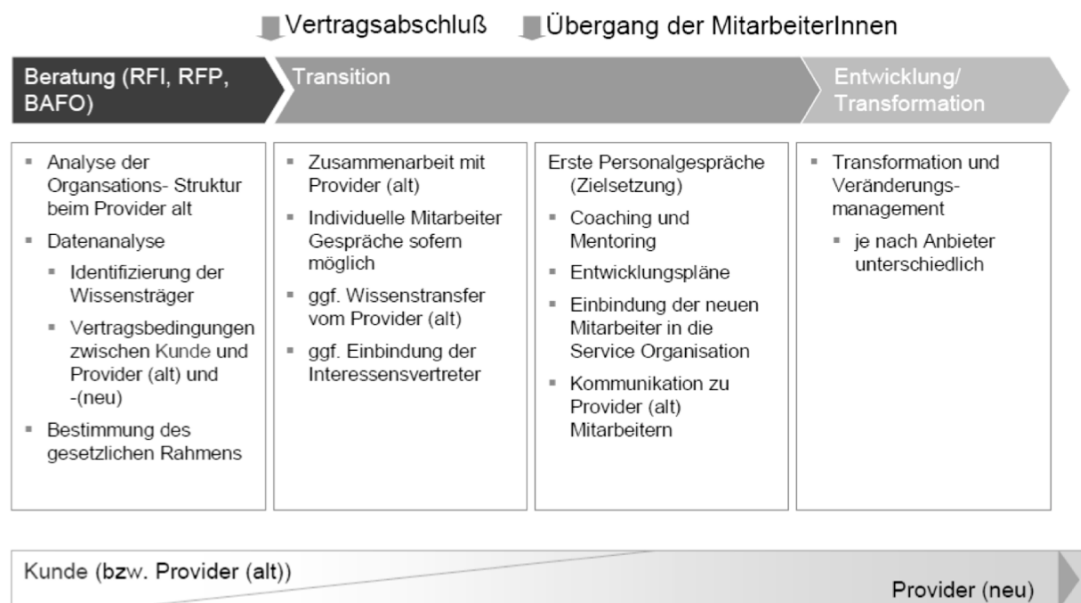 Vertragsabschluß
Übergang der MitarbeiterInnen
Beratung (RFI, RFP,
BAFO)
Transition
Entwicklung/
Transformation
▪ Analyse der
Organsations- Struktur
beim Provider alt
▪ Datenanalyse
▪ Identifizierung der
Wissensträger
▪ Vertragsbedingungen
zwischen Kunde und
Provider (alt) und
-(neu)
▪ Bestimmung des
gesetzlichen Rahmens
▪ Zusammenarbeit mit
Provider (alt)
▪ Individuelle Mitarbeiter
Gespräche sofern
möglich
▪ ggf. Wissenstransfer
vom Provider (alt)
▪ ggf. Einbindung der
Interessensvertreter
Erste Personalgespräche
(Zielsetzung)
▪ Coaching und
Mentoring
▪ Entwicklungspläne
▪ Einbindung der neuen
Mitarbeiter in die
Service Organisation
▪ Kommunikation zu
Provider (alt)
Mitarbeitern
▪ Transformation und
Veränderungs-
management
▪ je nach Anbieter
unterschiedlich
Kunde (bzw. Provider (alt))
Provider (neu)